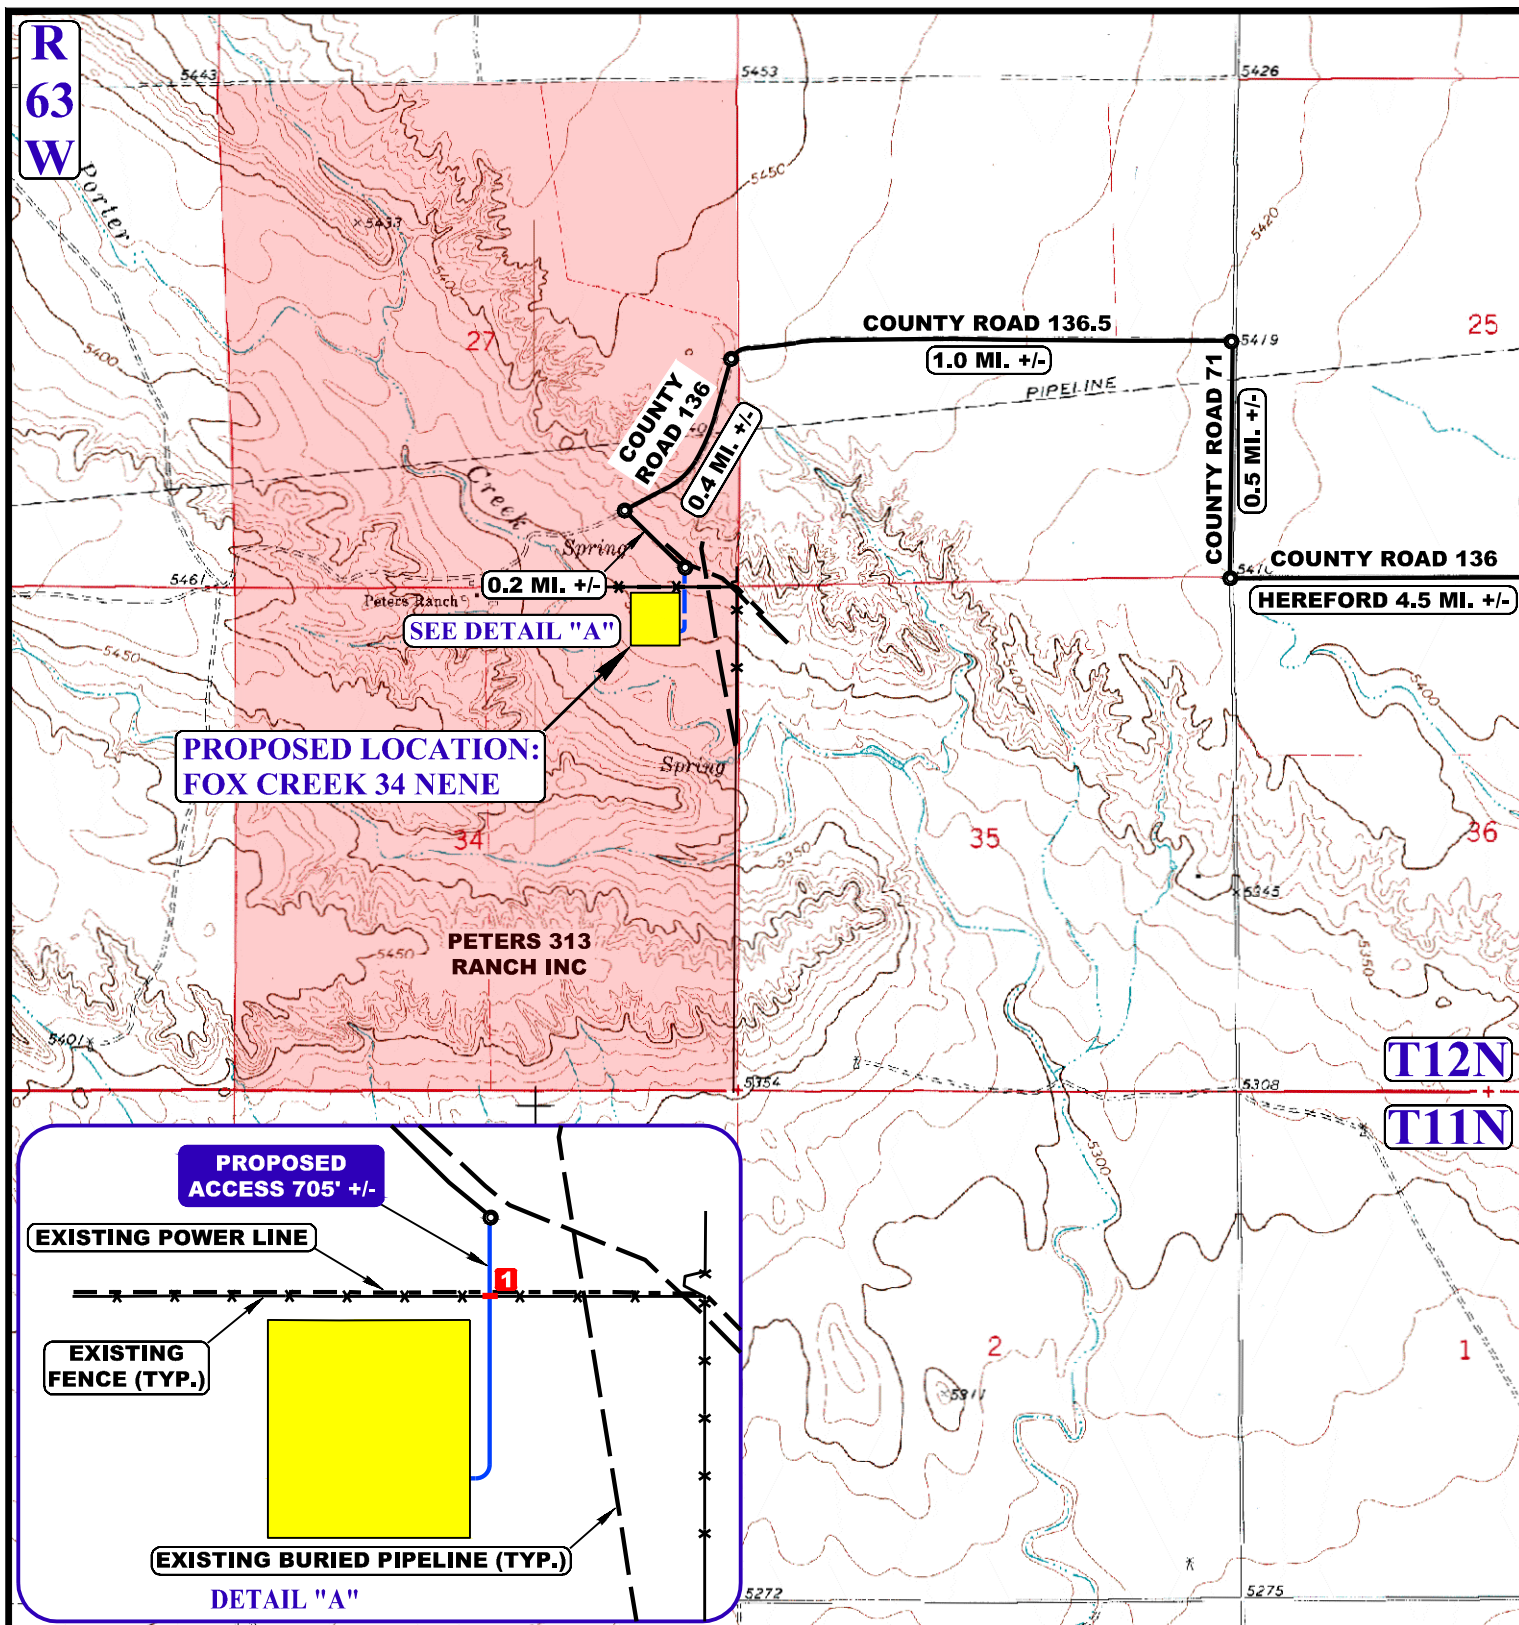 R
63
W
5443
5453
5426
Porter
5450
5433
5400
5420
27
25
COUNTY ROAD 136.5
1.0 MI. +/-
5419
5400
PIPELINE
COUNTY
ROAD 136
0.4 MI. +/-
COUNTY ROAD 71
0.5 MI. +/-
Creek
Spring
0.2 MI. +/-
5461
Peters Ranch
COUNTY ROAD 136
HEREFORD 4.5 MI. +/-
SEE DETAIL "A"
5450
5400
5400
PROPOSED LOCATION:
FOX CREEK 34 NENE
Spring
34
35
36
5350
5345
PETERS 313
RANCH INC
5450
5350
5401
T12N
5354
5308
T11N
5300
PROPOSED
ACCESS 705' +/-
EXISTING POWER LINE
1
EXISTING
FENCE (TYP.)
2
1
5311
EXISTING BURIED PIPELINE (TYP.)
DETAIL "A"
5272
5275